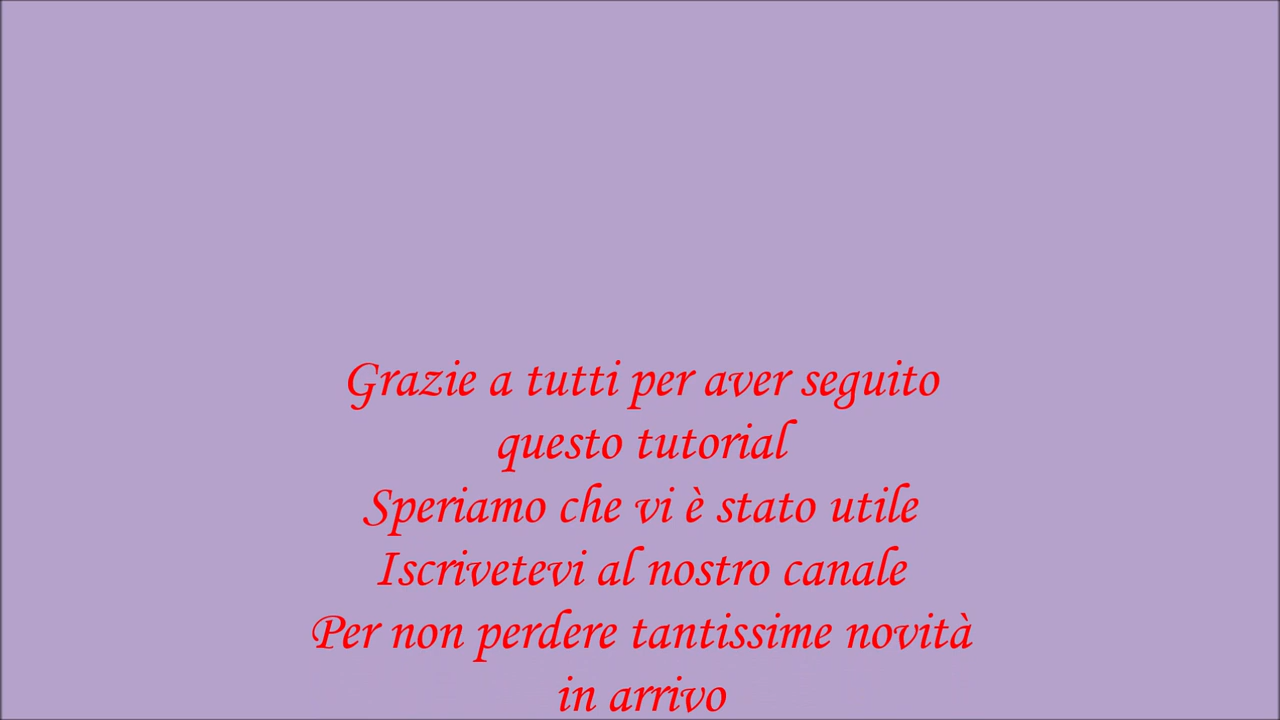 Grazie a tutti per aver seguito
questo tutorial
Speriamo che vi è stato utile
Iscrivetevi al nostro canale
Per non perdere tantissime novità
in arrivo